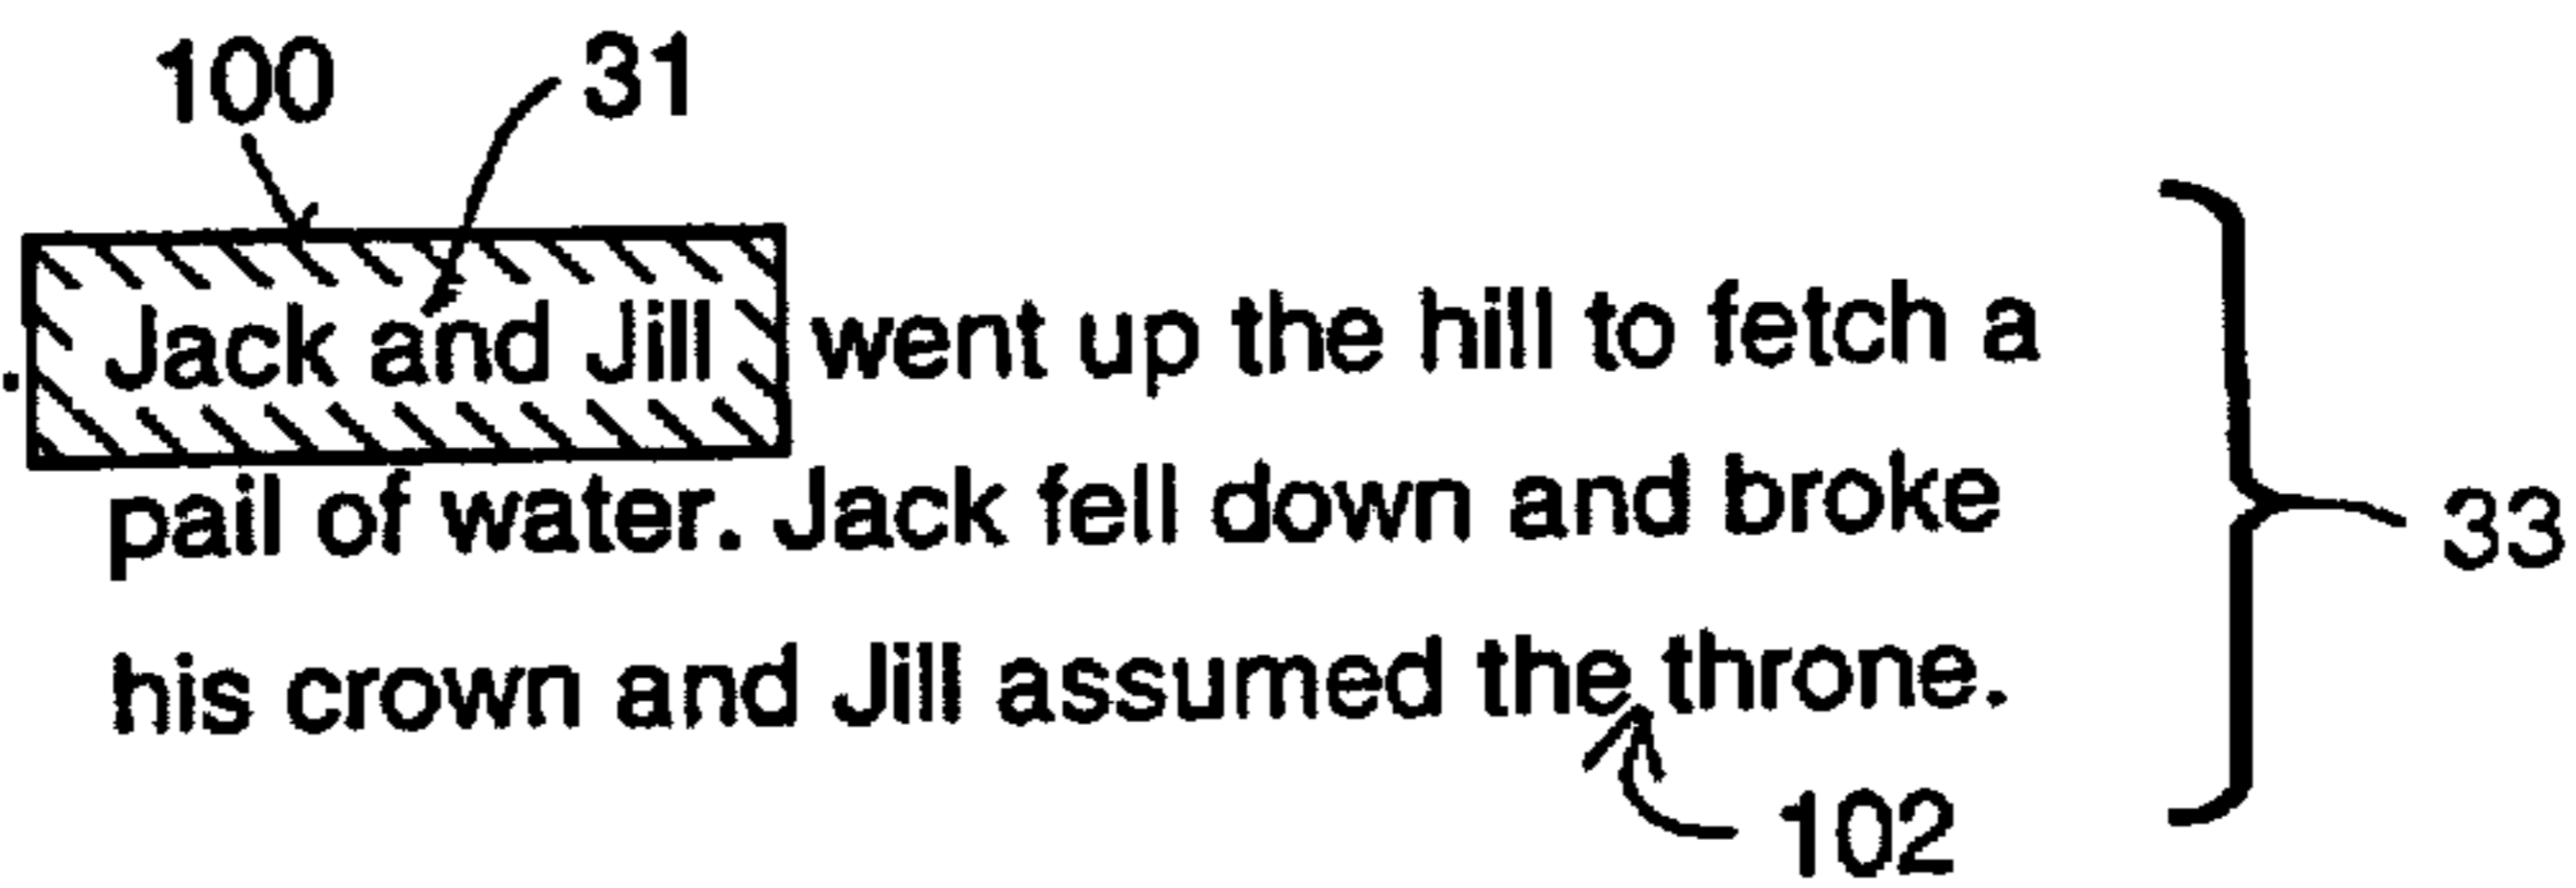 100 31
Jack and Jill went up the hill to fetch a
pail of water. Jack fell down and broke
33
his crown and Jill assumed the throne.
102